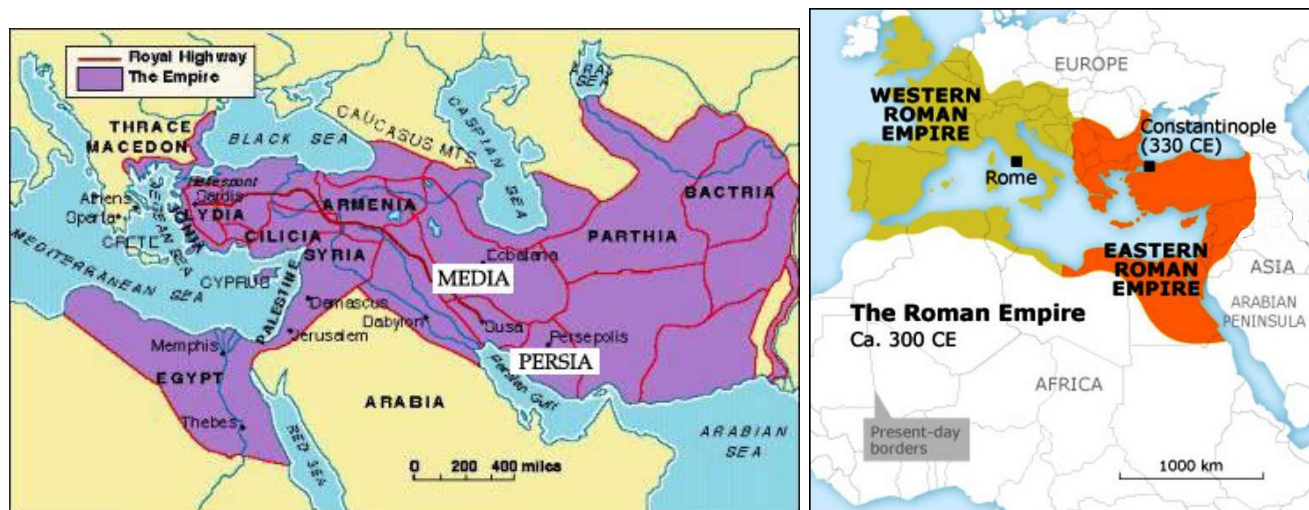 Royal Highway
The Empire
ARAL
SEA
THRACE
MACEDON
BLACK SEA
CAUCASUS MTS.
CASPIAN SEA
Hellespont
Sardis
Athens
Sparta
AEGEAN SEA
IONIA
LYDIA
ARMENIA
BACTRIA
CILICIA
PARTHIA
CRETE
SYRIA
Ecbatana
MEDITERRANEAN SEA
CYPRUS
MEDIA
PALESTINE
Damascus
Babylon
Susa
Jerusalem
Persepolis
Memphis
PERSIA
EGYPT
Persian Gulf
ARABIA
Thebes
RED SEA
ARABIAN
SEA
0 200 400 miles
EUROPE
WESTERN
ROMAN
EMPIRE
Constantinople
(330 CE)
Rome
EASTERN
ROMAN
EMPIRE
ASIA
ARABIAN
PENINSULA
The Roman Empire
Ca. 300 CE
AFRICA
Present-day
borders
1000 km